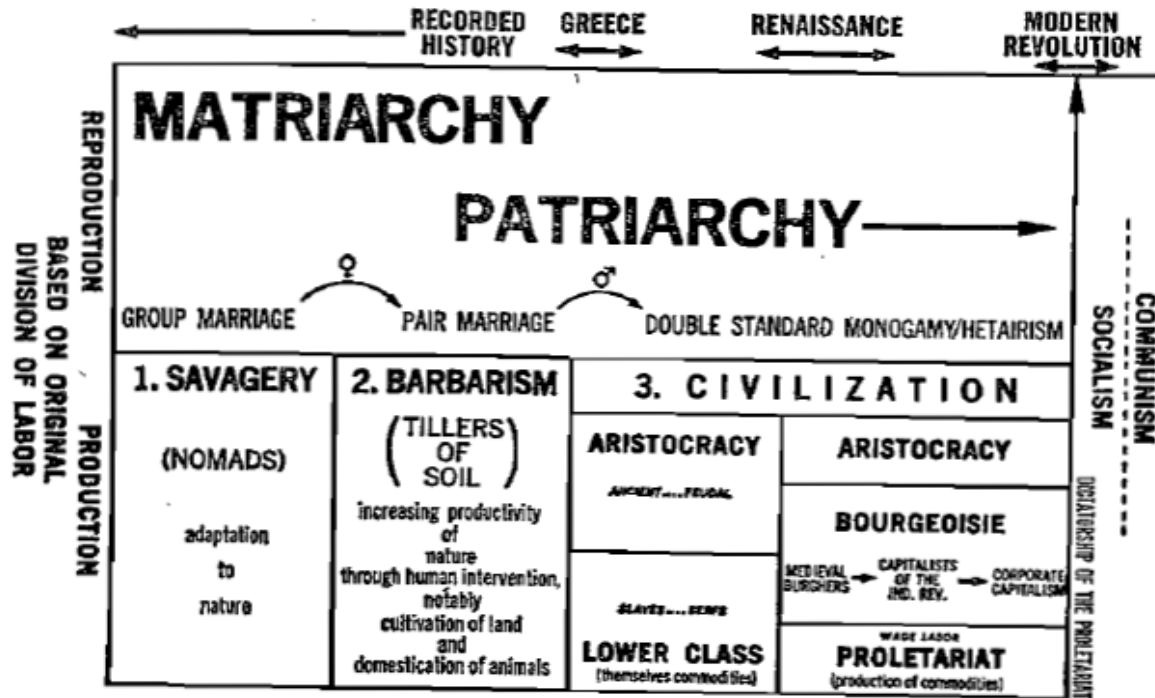 RECORDED
HISTORY
GREECE
RENAISSANCE
MODERN
REVOLUTION
MATRIARCHY
PATRIARCHY
♀
♂
GROUP MARRIAGE
PAIR MARRIAGE
DOUBLE STANDARD MONOGAMY/HETAIRISM
REPRODUCTION
BASED ON ORIGINAL
DIVISION OF LABOR
PRODUCTION
1. SAVAGERY
(NOMADS)
adaptation
to
nature
2. BARBARISM
(TILLERS
OF
SOIL)
increasing productivity
of
nature
through human intervention,
notably
cultivation of land
and
domestication of animals
3. CIVILIZATION
ARISTOCRACY
ANCIENT....FEUDAL
SLAVES....SERFS
LOWER CLASS
(themselves commodities)
ARISTOCRACY
BOURGEOISIE
MEDIEVAL
BURGHERS
CAPITALISTS
OF THE
IND. REV.
CORPORATE
CAPITALISM
WAGE LABOR
PROLETARIAT
(production of commodities)
DICTATORSHIP OF THE PROLETARIAT
SOCIALISM
COMMUNISM